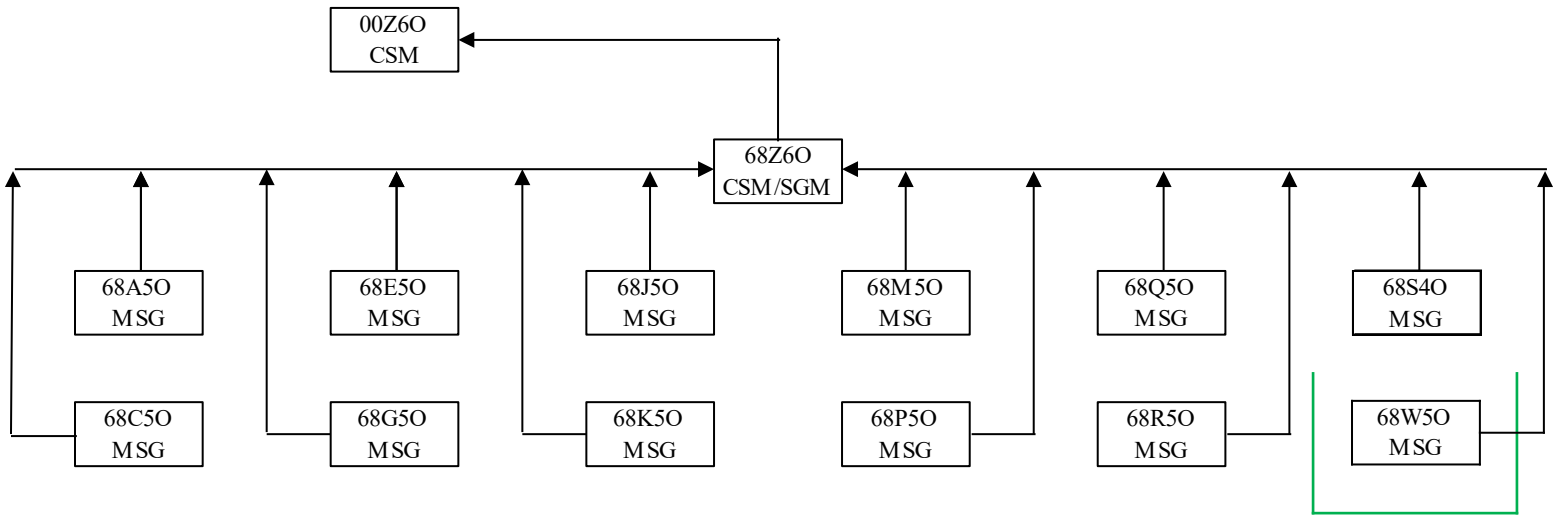 00Z6O
CSM
68Z6O
CSM/SGM
68A5O
MSG
68E5O
MSG
68J5O
MSG
68M5O
MSG
68Q5O
MSG
68S4O
MSG
68C5O
MSG
68G5O
MSG
68K5O
MSG
68P5O
MSG
68R5O
MSG
68W5O
MSG